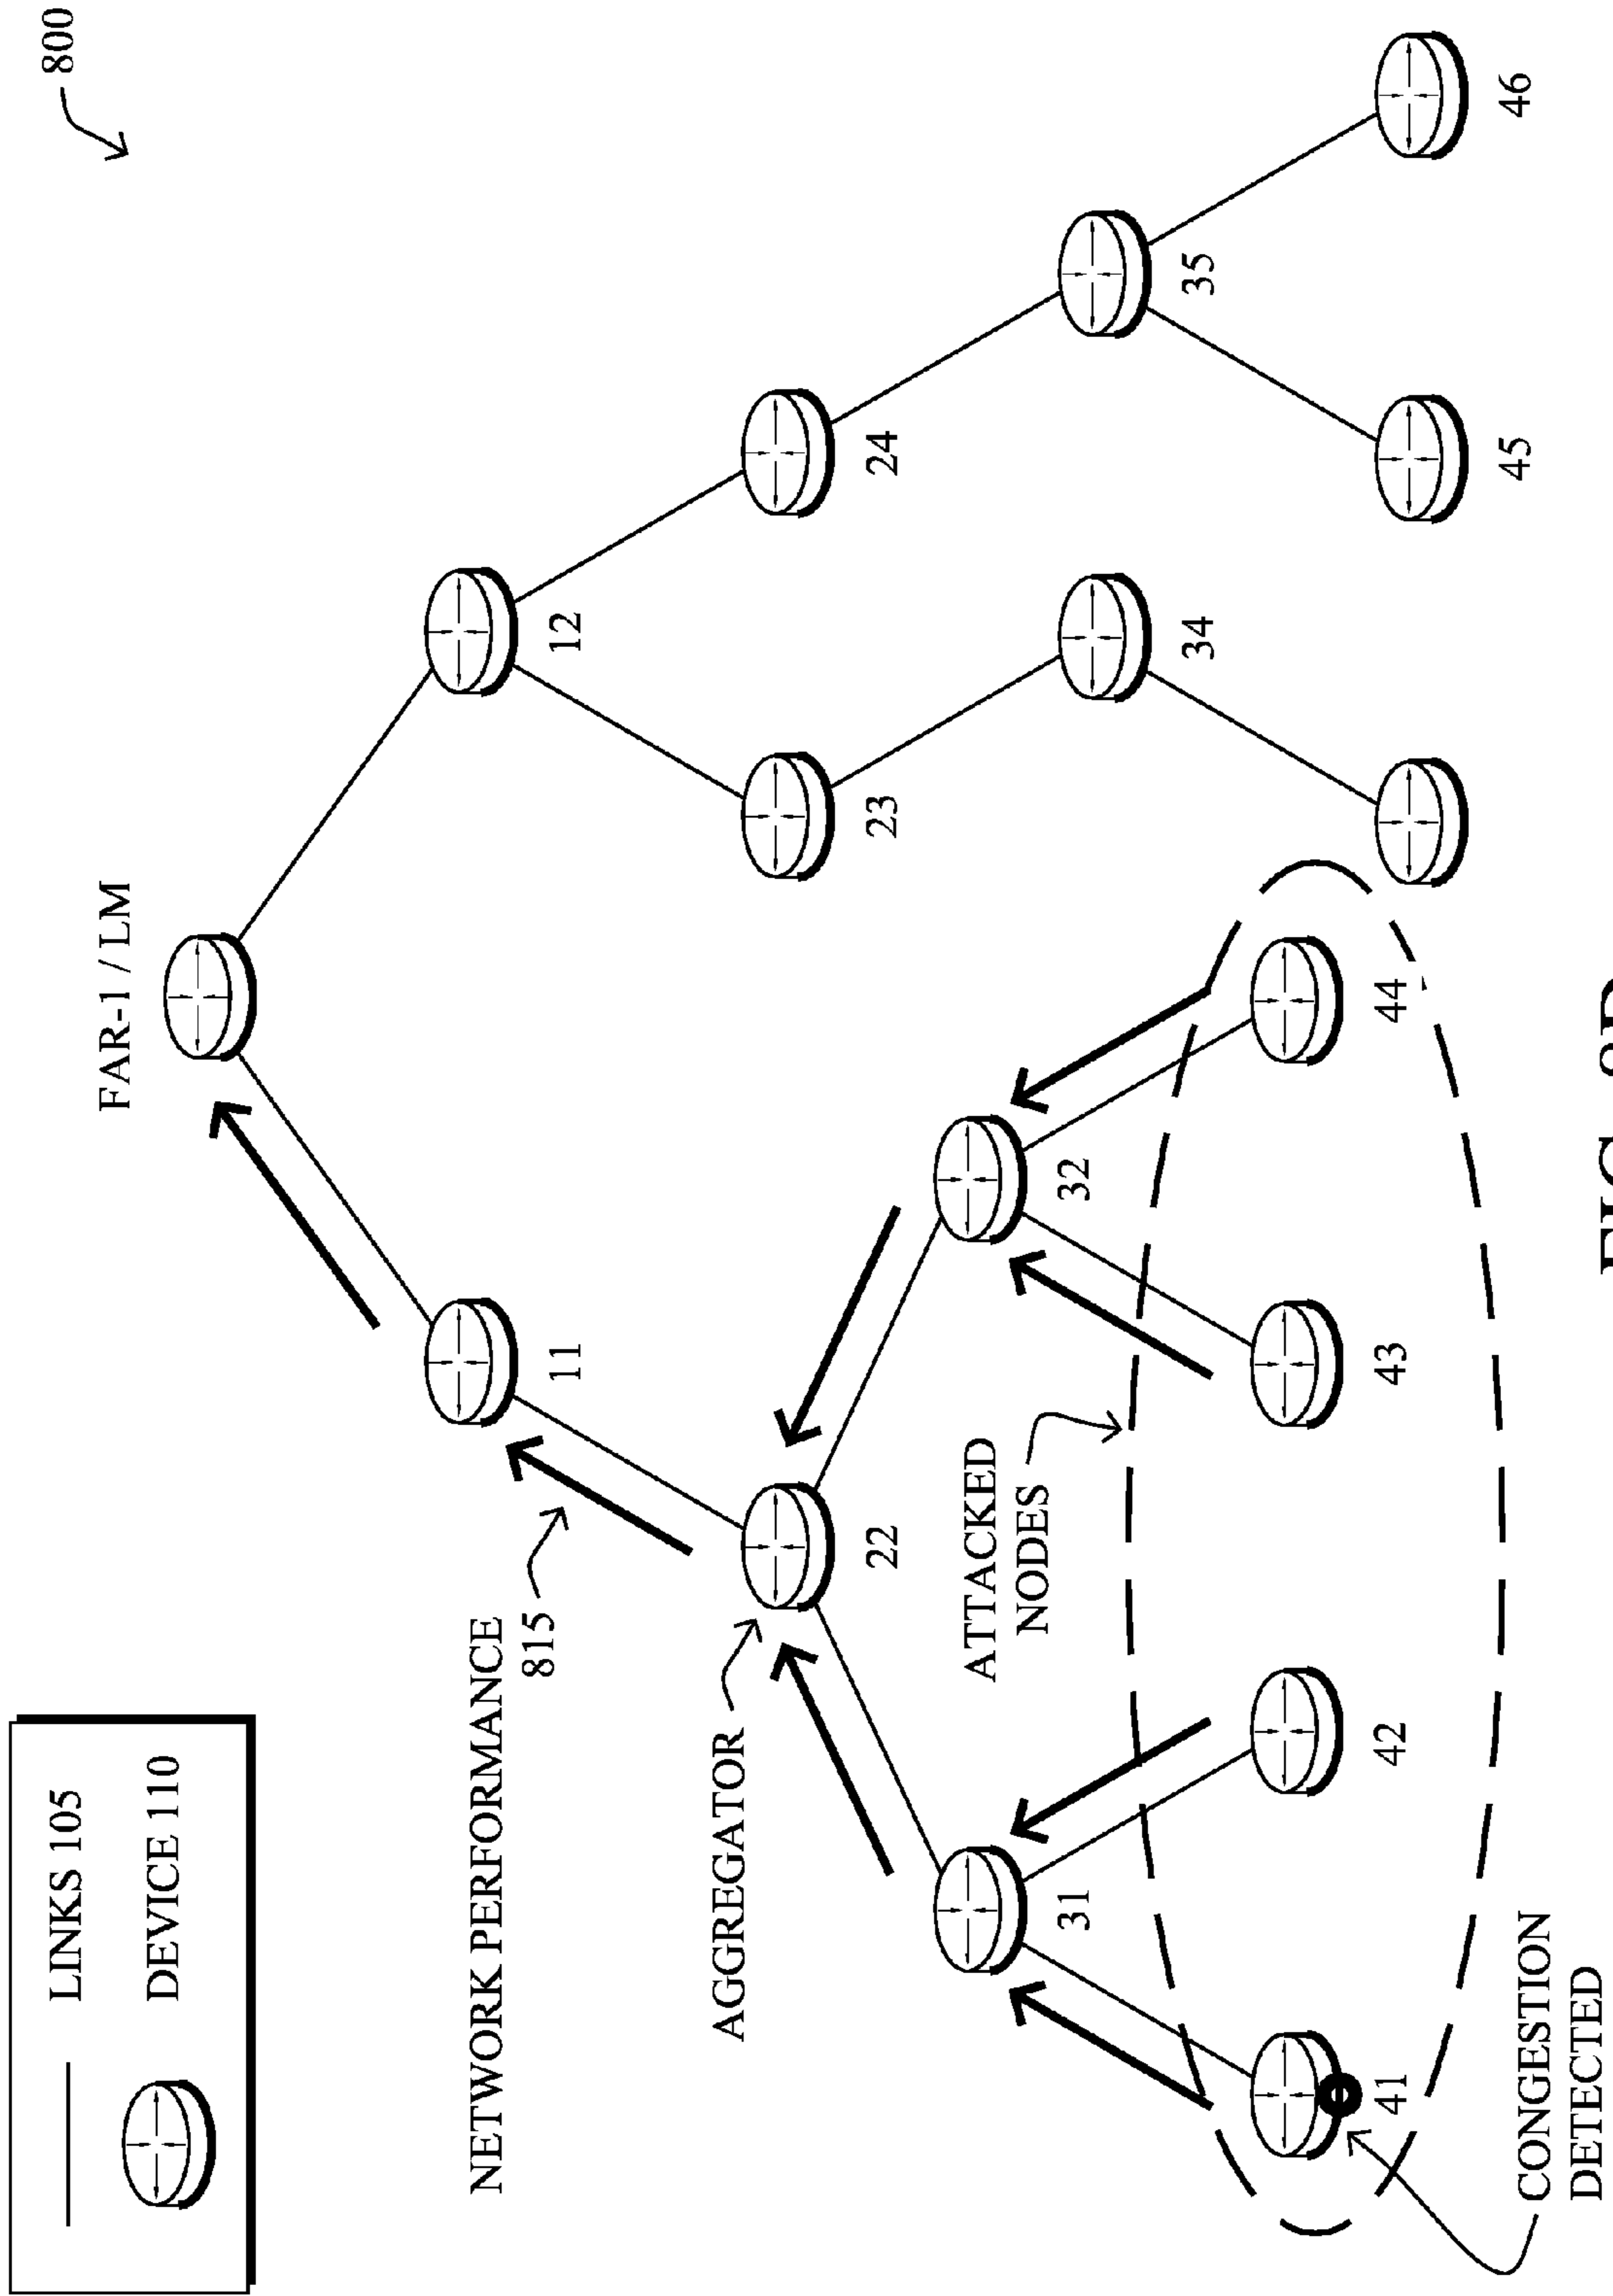 800
LINKS 105
DEVICE 110
FAR-1 / LM
NETWORK PERFORMANCE
815
11
12
AGGREGATOR
22
23
24
ATTACKED
NODES
31
32
34
35
41
42
43
44
45
46
CONGESTION
DETECTED